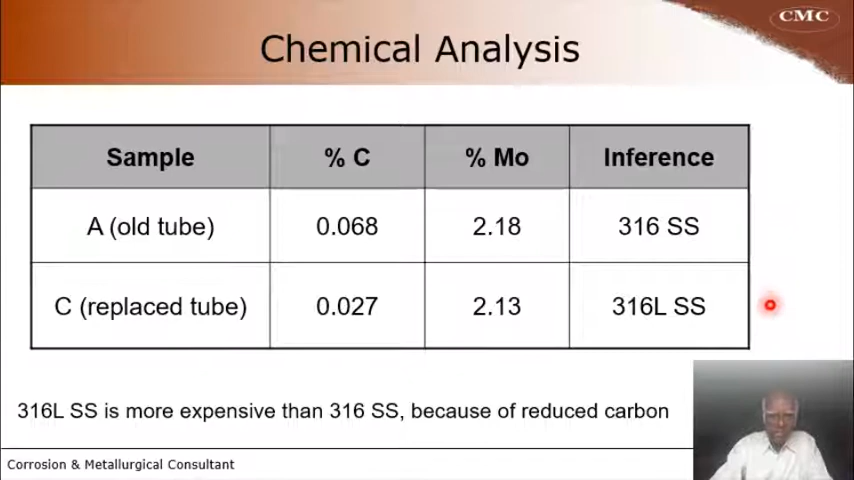 CMC
Chemical Analysis
Sample % C % Mo Inference
A (old tube) 0.068 2.18 316 SS
C (replaced tube) 0.027 2.13 316L SS
316L SS is more expensive than 316 SS, because of reduced carbon
Corrosion & Metallurgical Consultant